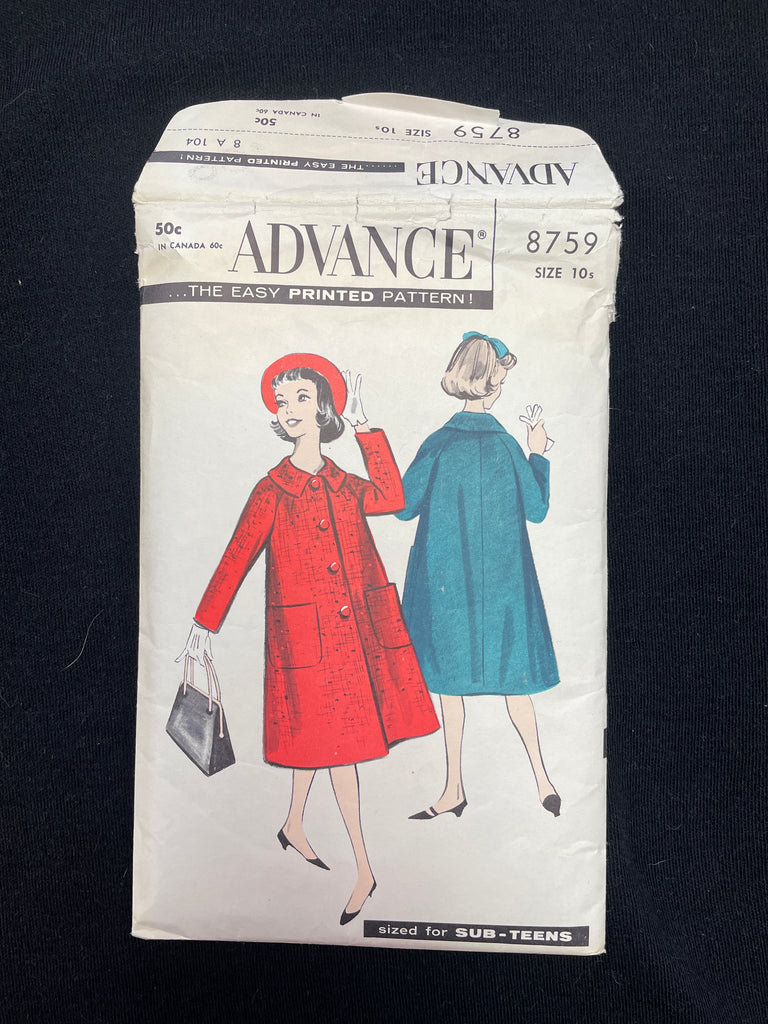 IN CANADA 60c
50c
SIZE 10s
8759
8 A 104
...... THE EASY PRINTED PATTERN!
ADVANCE
50c
IN CANADA 60c
ADVANCE®
8759
SIZE 10s
...THE EASY PRINTED PATTERN!
sized for SUB-TEENS